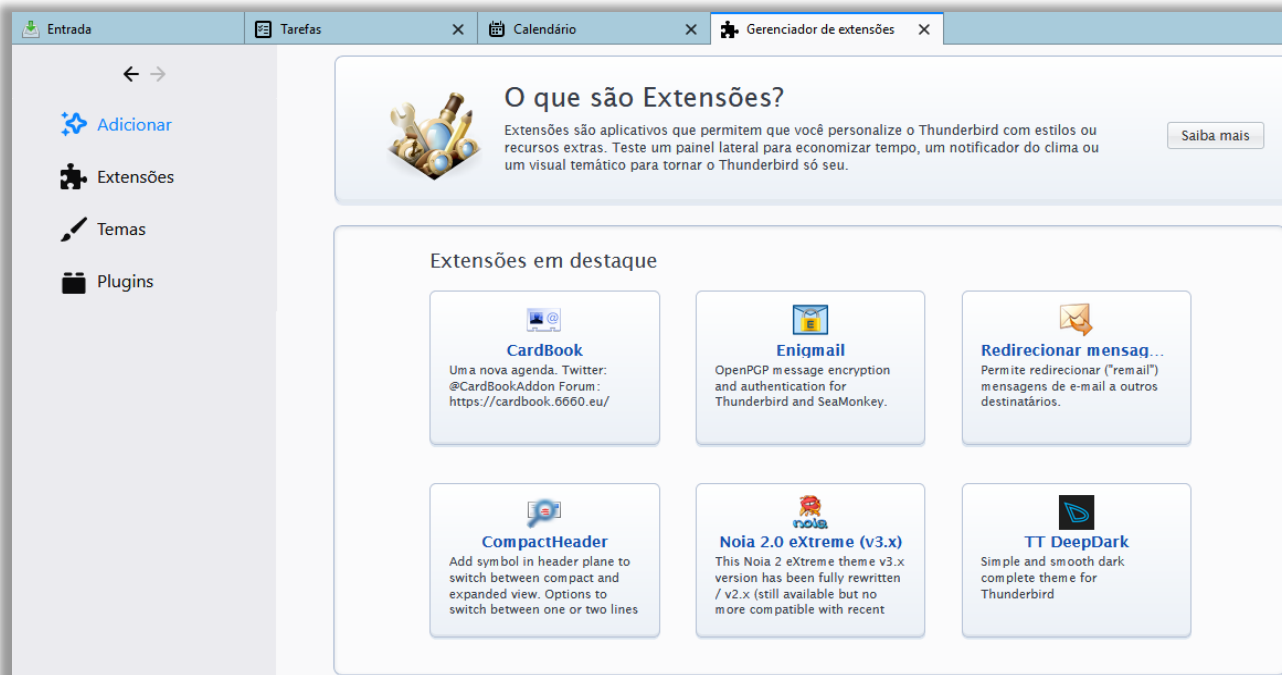 Entrada
Tarefas
Calendário
Gerenciador de extensões
Adicionar
Extensões
Temas
Plugins
O que são Extensões?
Extensões são aplicativos que permitem que você personalize o Thunderbird com estilos ou
recursos extras. Teste um painel lateral para economizar tempo, um notificador do clima ou
um visual temático para tornar o Thunderbird só seu.
Saiba mais
Extensões em destaque
CardBook
Uma nova agenda. Twitter:
@CardBookAddon Forum:
https://cardbook.6660.eu/
Enigmail
OpenPGP message encryption
and authentication for
Thunderbird and SeaMonkey.
Redirecionar mensag...
Permite redirecionar ("remail")
mensagens de e-mail a outros
destinatários.
CompactHeader
Add symbol in header plane to
switch between compact and
expanded view. Options to
switch between one or two lines
noia
Noia 2.0 eXtreme (v3.x)
This Noia 2 eXtreme theme v3.x
version has been fully rewritten
/ v2.x (still available but no
more compatible with recent
TT DeepDark
Simple and smooth dark
complete theme for
Thunderbird